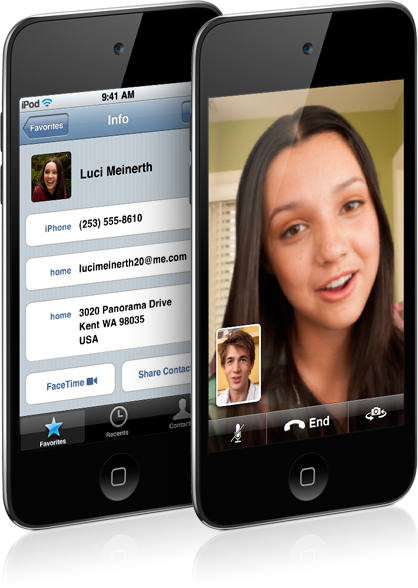 iPod 9:41 AM
Favorites Info
Luci Meinerth
iPhone (253) 555-8610
home lucimeinerth20@me.com
home 3020 Panorama Drive
Kent WA 98035
USA
FaceTime Share Contac
Favorites Recents Contac
End